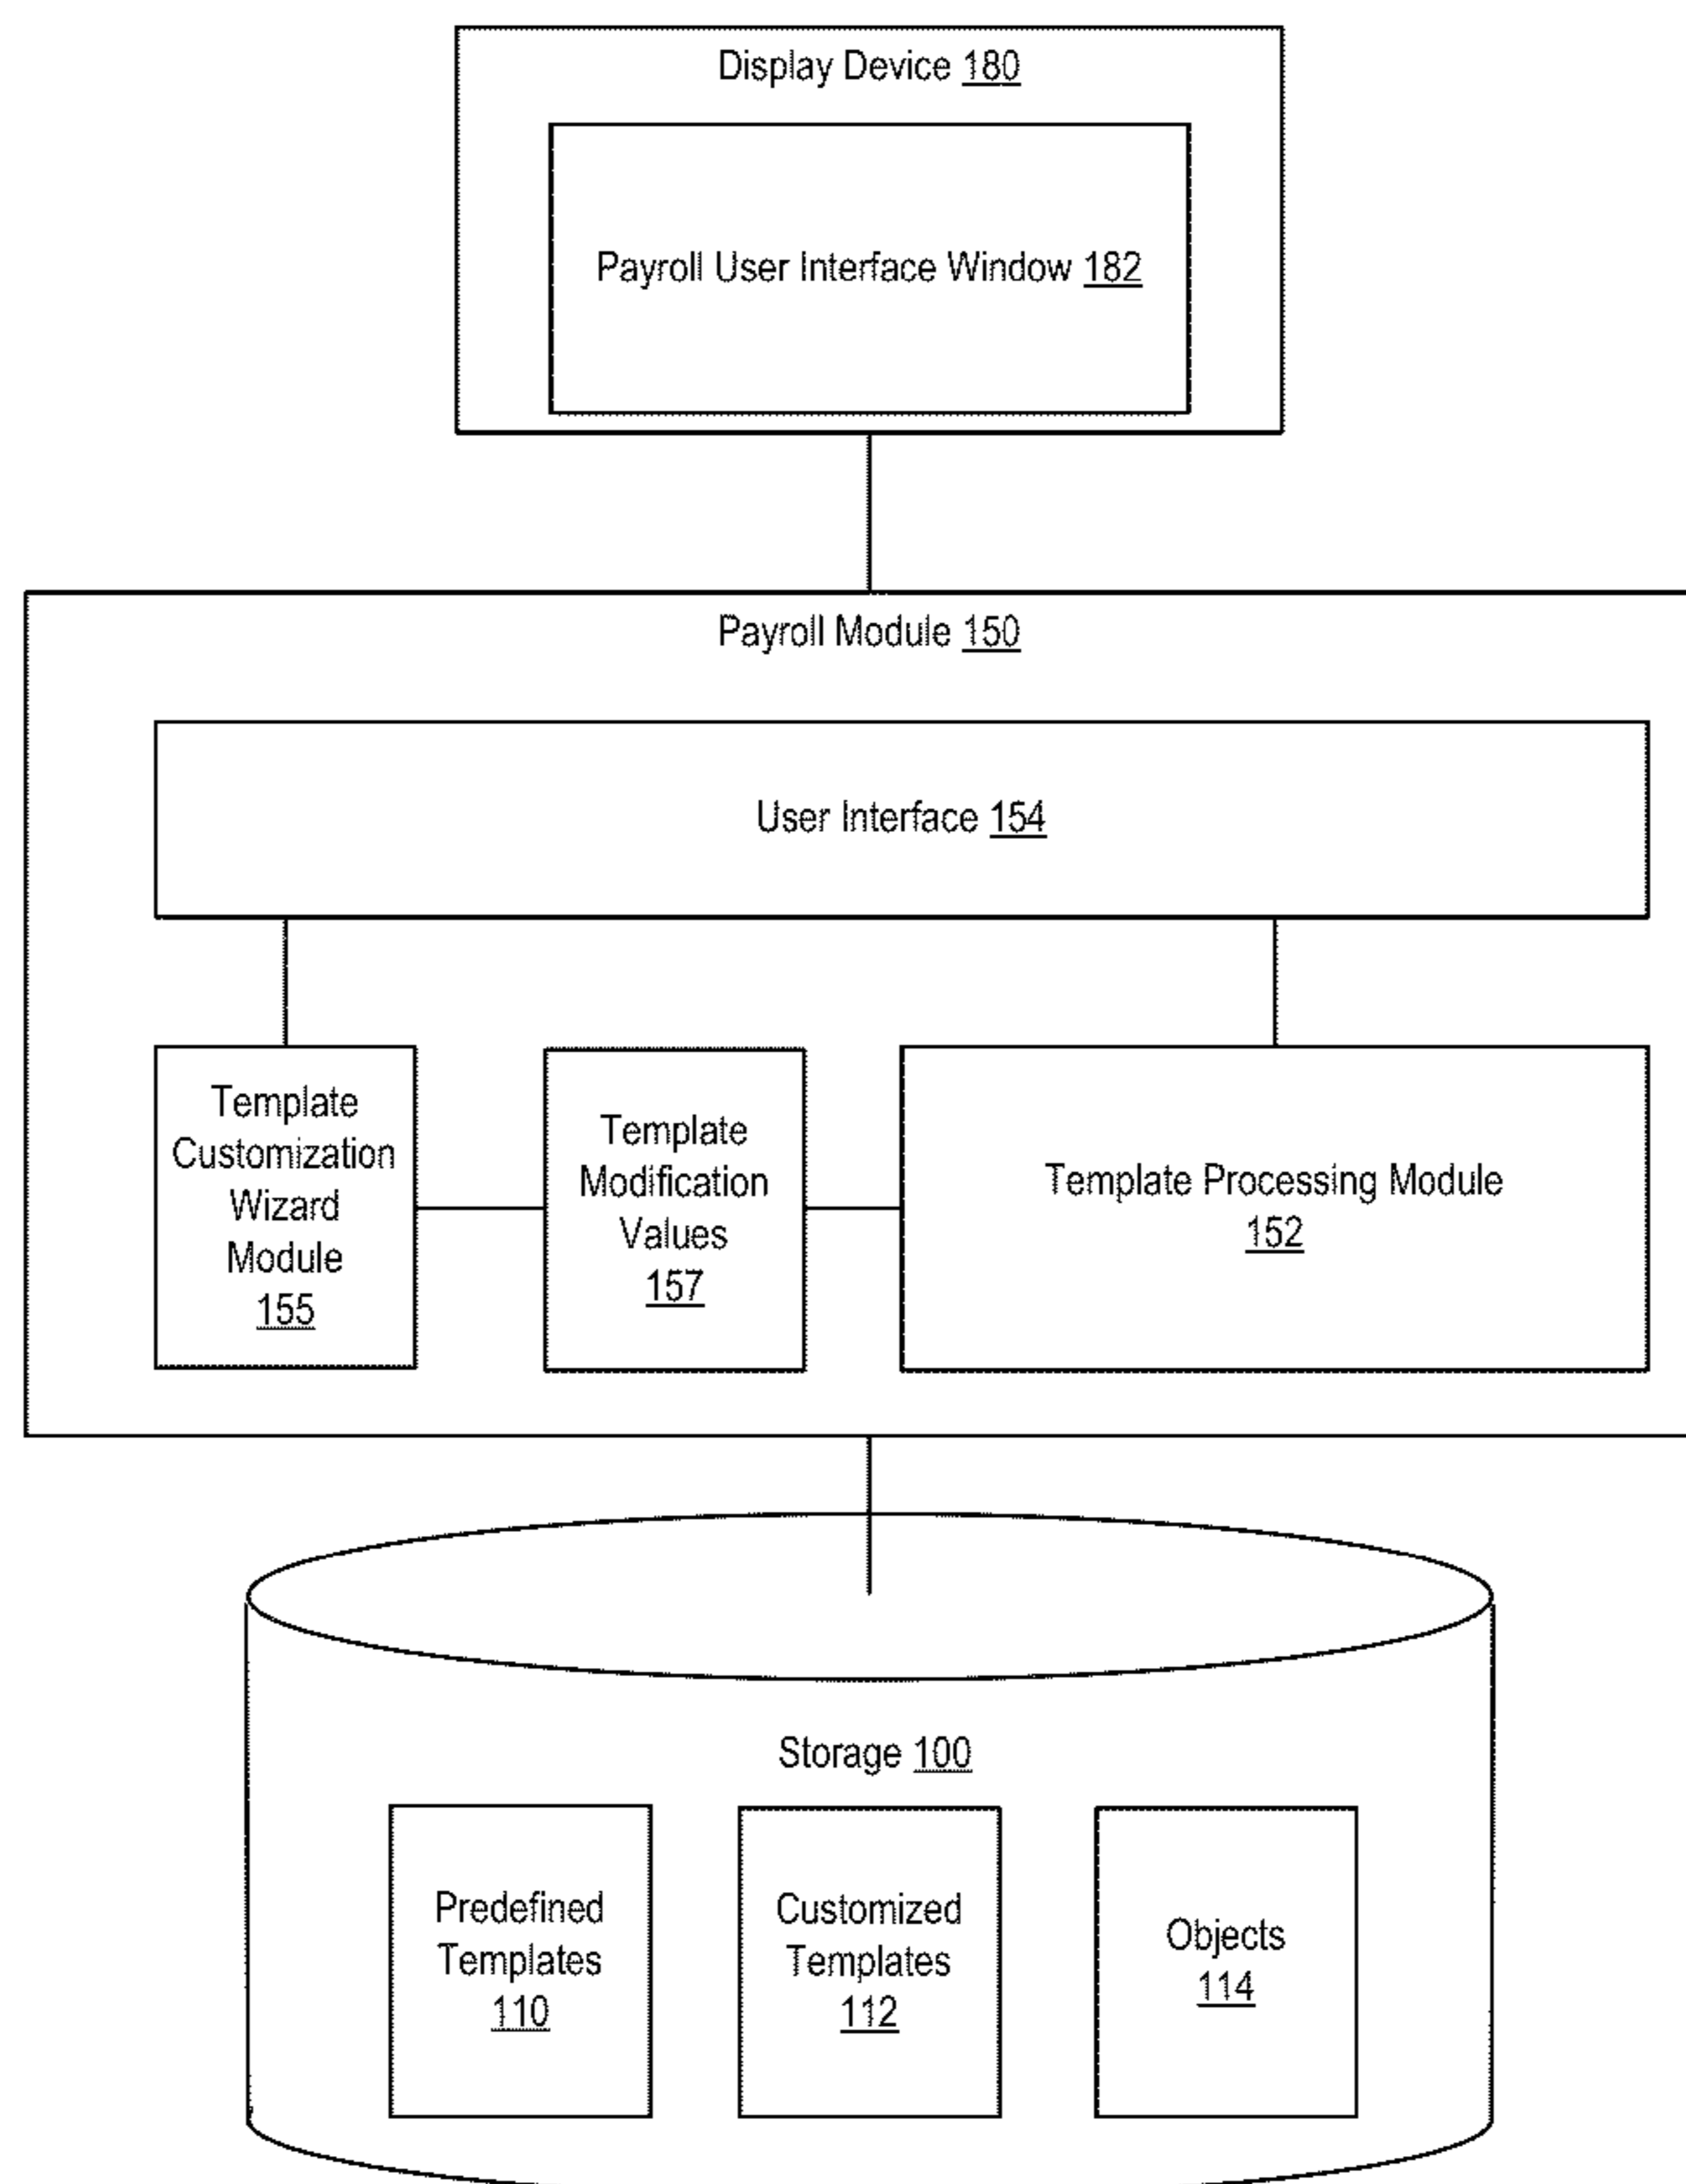 Display Device 180
Payroll User Interface Window 182
Payroll Module 150
User Interface 154
Template
Customization
Wizard
Module
155
Template
Modification
Values
157
Template Processing Module
152
Storage 100
Predefined
Templates
110
Customized
Templates
112
Objects
114